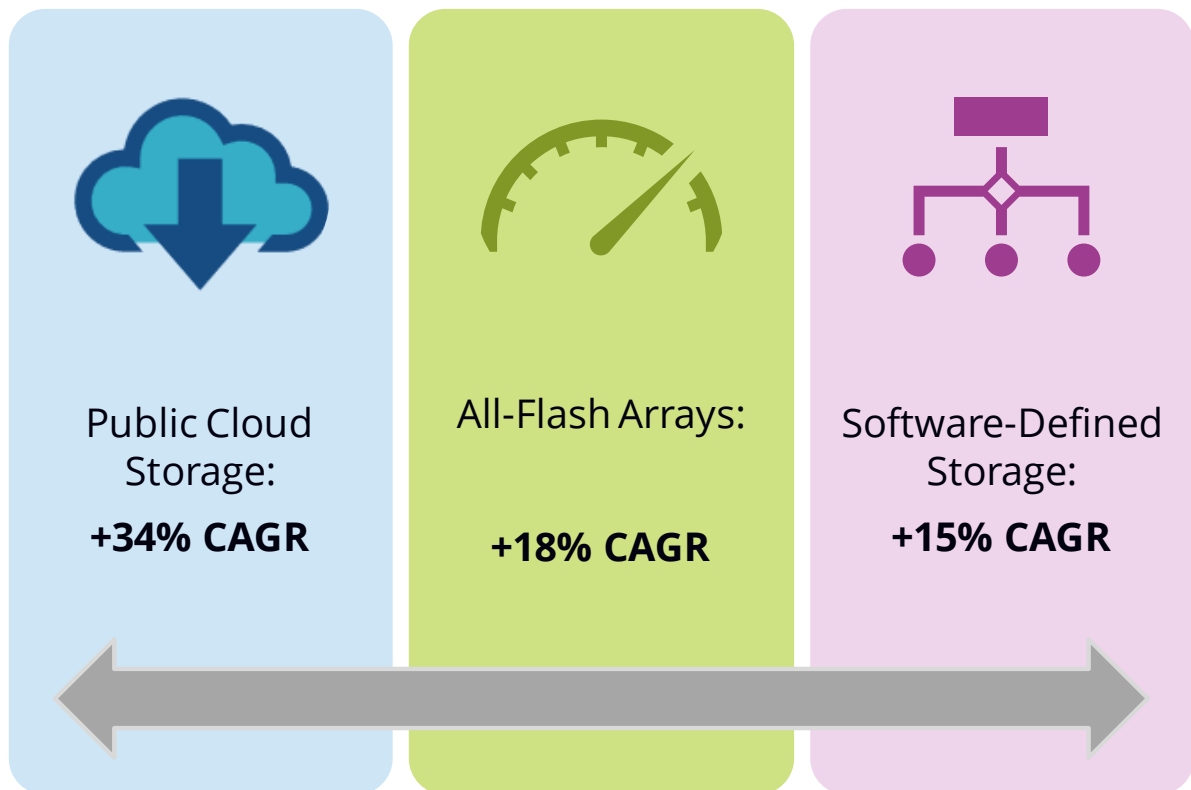 Public Cloud
Storage:
+34% CAGR
All-Flash Arrays:
+18% CAGR
Software-Defined
Storage:
+15% CAGR